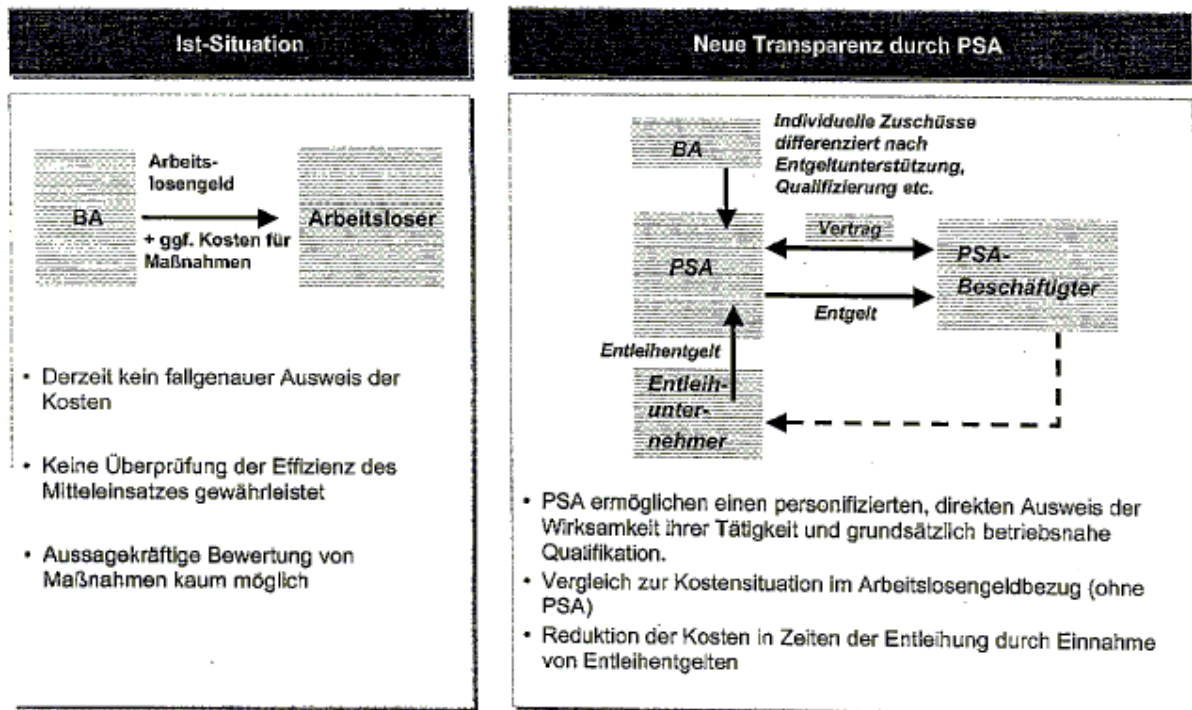 Ist-Situation
BA
Arbeits-
losengeld
+ ggf. Kosten für
Maßnahmen
Arbeitsloser
• Derzeit kein fallgenauer Ausweis der
Kosten
• Keine Überprüfung der Effizienz des
Mitteleinsatzes gewährleistet
• Aussagekräftige Bewertung von
Maßnahmen kaum möglich
Neue Transparenz durch PSA
BA
Individuelle Zuschüsse
differenziert nach
Entgeltunterstützung,
Qualifizierung etc.
PSA
Vertrag
Entgelt
PSA-
Beschäftigter
Entleihentgelt
Entleih-
unter-
nehmer
• PSA ermöglichen einen personifizierten, direkten Ausweis der
Wirksamkeit ihrer Tätigkeit und grundsätzlich betriebsnahe
Qualifikation.
• Vergleich zur Kostensituation im Arbeitslosengeldbezug (ohne
PSA)
• Reduktion der Kosten in Zeiten der Entleihung durch Einnahme
von Entleihentgelten